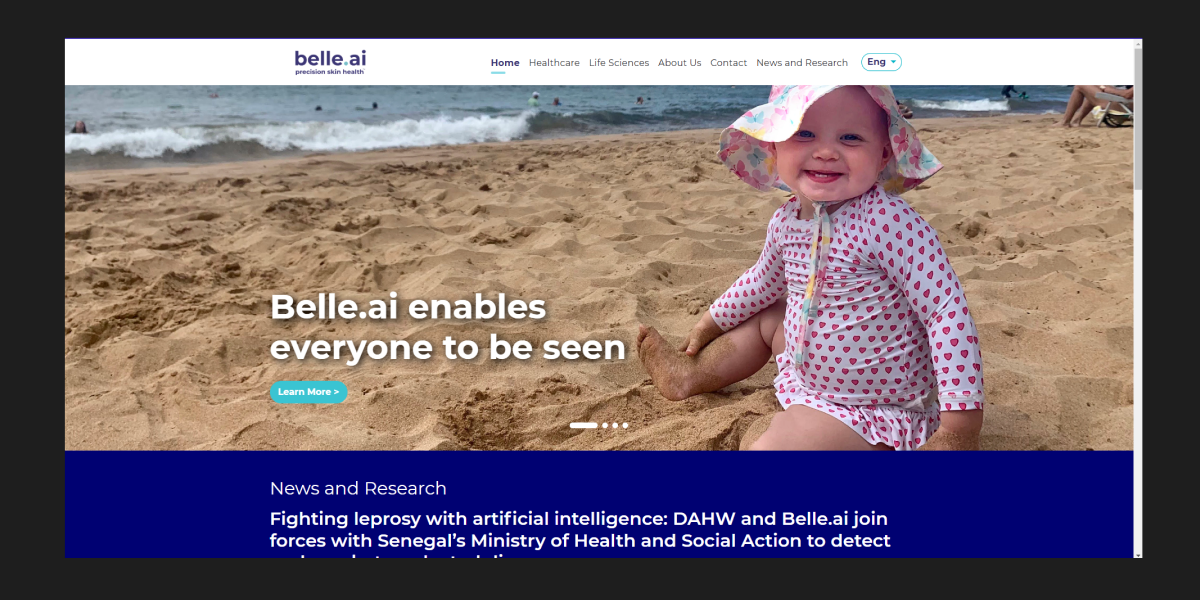 belle.ai
precision skin health
Home Healthcare Life Sciences About Us Contact News and Research Eng
Belle.ai enables
everyone to be seen
Learn More >
News and Research
Fighting leprosy with artificial intelligence: DAHW and Belle.ai join
forces with Senegal's Ministry of Health and Social Action to detect